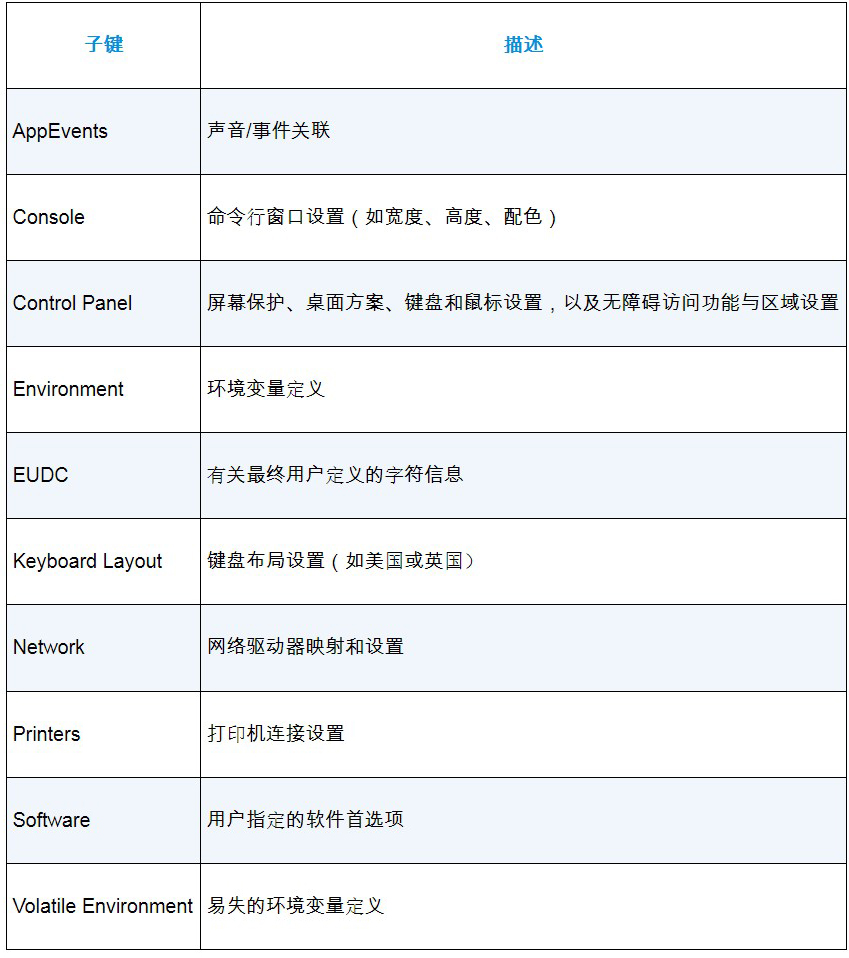 子键 描述
AppEvents 声音/事件关联
Console 命令行窗口设置（如宽度、高度、配色）
Control Panel 屏幕保护、桌面方案、键盘和鼠标设置，以及无障碍访问功能与区域设置
Environment 环境变量定义
EUDC 有关最终用户定义的字符信息
Keyboard Layout 键盘布局设置（如美国或英国）
Network 网络驱动器映射和设置
Printers 打印机连接设置
Software 用户指定的软件首选项
Volatile Environment 易失的环境变量定义